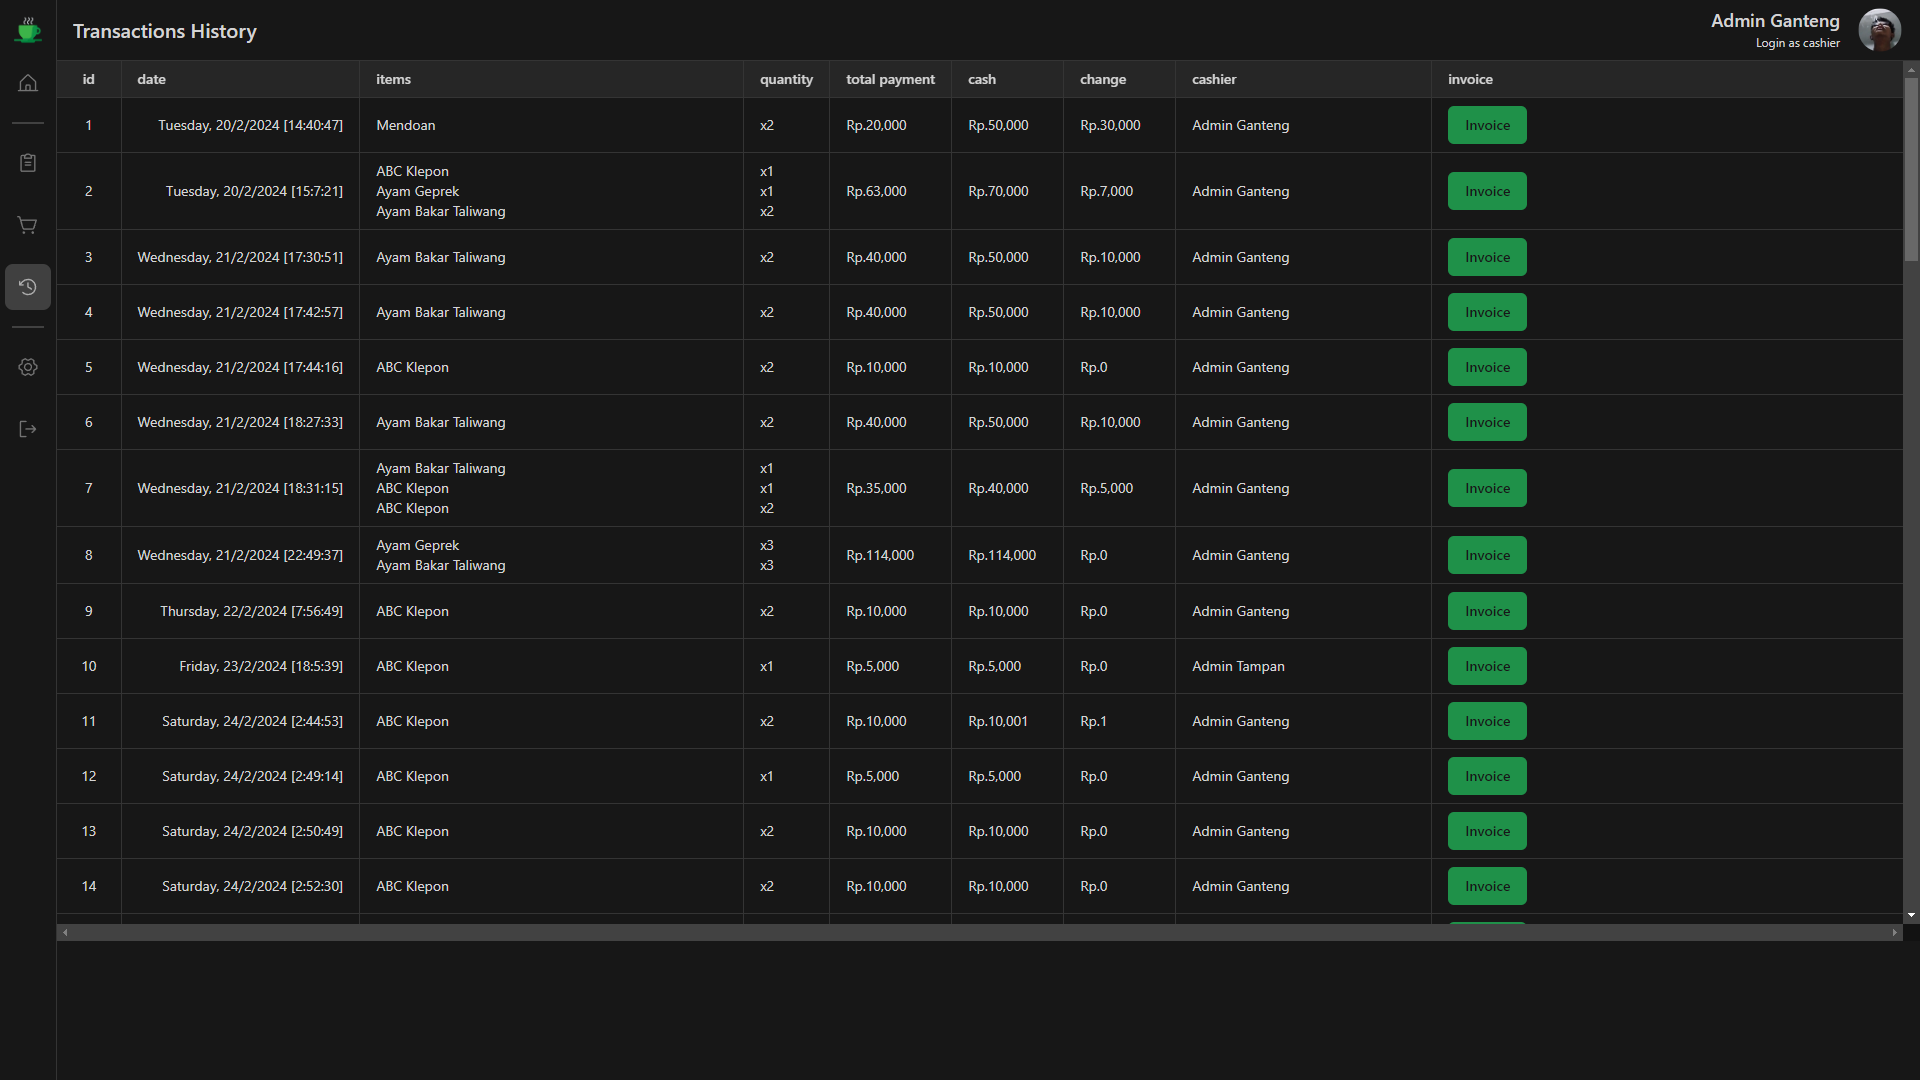 Transactions History
Admin Ganteng
Login as cashier
id date items quantity total payment cash change cashier invoice
1 Tuesday, 20/2/2024 [14:40:47] Mendoan x2 Rp.20,000 Rp.50,000 Rp.30,000 Admin Ganteng Invoice
ABC Klepon x1
2 Tuesday, 20/2/2024 [15:7:21] Ayam Geprek x1 Rp.63,000 Rp.70,000 Rp.7,000 Admin Ganteng Invoice
Ayam Bakar Taliwang x2
3 Wednesday, 21/2/2024 [17:30:51] Ayam Bakar Taliwang x2 Rp.40,000 Rp.50,000 Rp.10,000 Admin Ganteng Invoice
4 Wednesday, 21/2/2024 [17:42:57] Ayam Bakar Taliwang x2 Rp.40,000 Rp.50,000 Rp.10,000 Admin Ganteng Invoice
5 Wednesday, 21/2/2024 [17:44:16] ABC Klepon x2 Rp.10,000 Rp.10,000 Rp.0 Admin Ganteng Invoice
6 Wednesday, 21/2/2024 [18:27:33] Ayam Bakar Taliwang x2 Rp.40,000 Rp.50,000 Rp.10,000 Admin Ganteng Invoice
Ayam Bakar Taliwang x1
7 Wednesday, 21/2/2024 [18:31:15] ABC Klepon x1 Rp.35,000 Rp.40,000 Rp.5,000 Admin Ganteng Invoice
ABC Klepon x2
Ayam Geprek x3
8 Wednesday, 21/2/2024 [22:49:37] Rp.114,000 Rp.114,000 Rp.0 Admin Ganteng Invoice
Ayam Bakar Taliwang x3
9 Thursday, 22/2/2024 [7:56:49] ABC Klepon x2 Rp.10,000 Rp.10,000 Rp.0 Admin Ganteng Invoice
10 Friday, 23/2/2024 [18:5:39] ABC Klepon x1 Rp.5,000 Rp.5,000 Rp.0 Admin Tampan Invoice
11 Saturday, 24/2/2024 [2:44:53] ABC Klepon x2 Rp.10,000 Rp.10,001 Rp.1 Admin Ganteng Invoice
12 Saturday, 24/2/2024 [2:49:14] ABC Klepon x1 Rp.5,000 Rp.5,000 Rp.0 Admin Ganteng Invoice
13 Saturday, 24/2/2024 [2:50:49] ABC Klepon x2 Rp.10,000 Rp.10,000 Rp.0 Admin Ganteng Invoice
14 Saturday, 24/2/2024 [2:52:30] ABC Klepon x2 Rp.10,000 Rp.10,000 Rp.0 Admin Ganteng Invoice